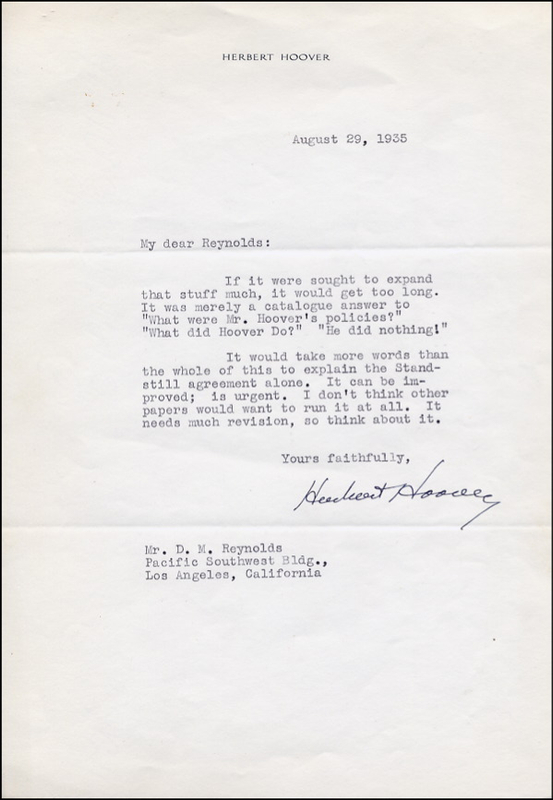 HERBERT HOOVER
August 29, 1935
My dear Reynolds:
If it were sought to expand
that stuff much, it would get too long.
It was merely a catalogue answer to
"What were Mr. Hoover's policies?"
"What did Hoover Do?" "He did nothing!"
It would take more words than
the whole of this to explain the Stand-
still agreement alone. It can be im-
proved; is urgent. I don't think other
papers would want to run it at all. It
needs much revision, so think about it.
Yours faithfully,
Herbert Hoover
Mr. D. M. Reynolds
Pacific Southwest Bldg.,
Los Angeles, California